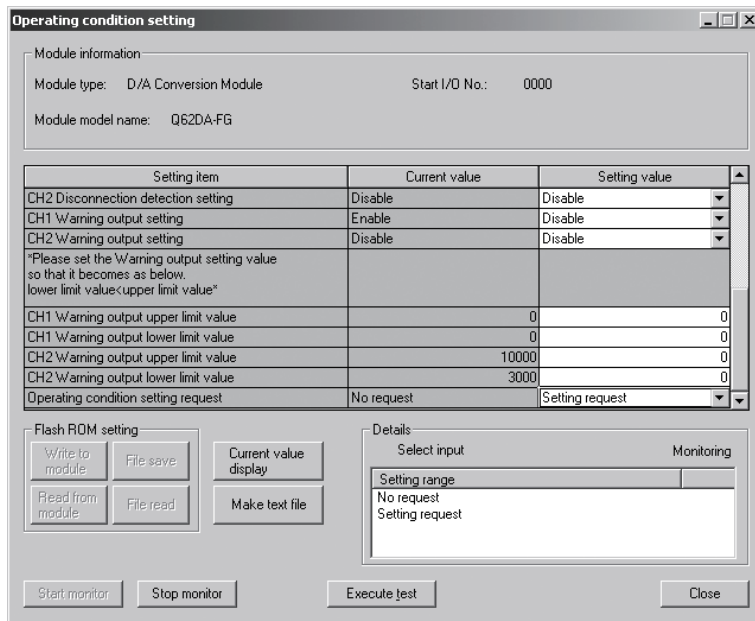 Operating condition setting
Module information
Module type: D/A Conversion Module Start I/O No.: 0000
Module model name: Q62DA-FG
Setting item Current value Setting value
CH2 Disconnection detection setting Disable Disable
CH1 Warning output setting Enable Disable
CH2 Warning output setting Disable Disable
*Please set the Warning output setting value
so that it becomes as below.
lower limit value<upper limit value*
CH1 Warning output upper limit value 0 0
CH1 Warning output lower limit value 0 0
CH2 Warning output upper limit value 10000 0
CH2 Warning output lower limit value 3000 0
Operating condition setting request No request Setting request
Flash ROM setting
Write to
module
File save
Read from
module
File read
Current value
display
Make text file
Details
Select input Monitoring
Setting range
No request
Setting request
Start monitor Stop monitor Execute test Close